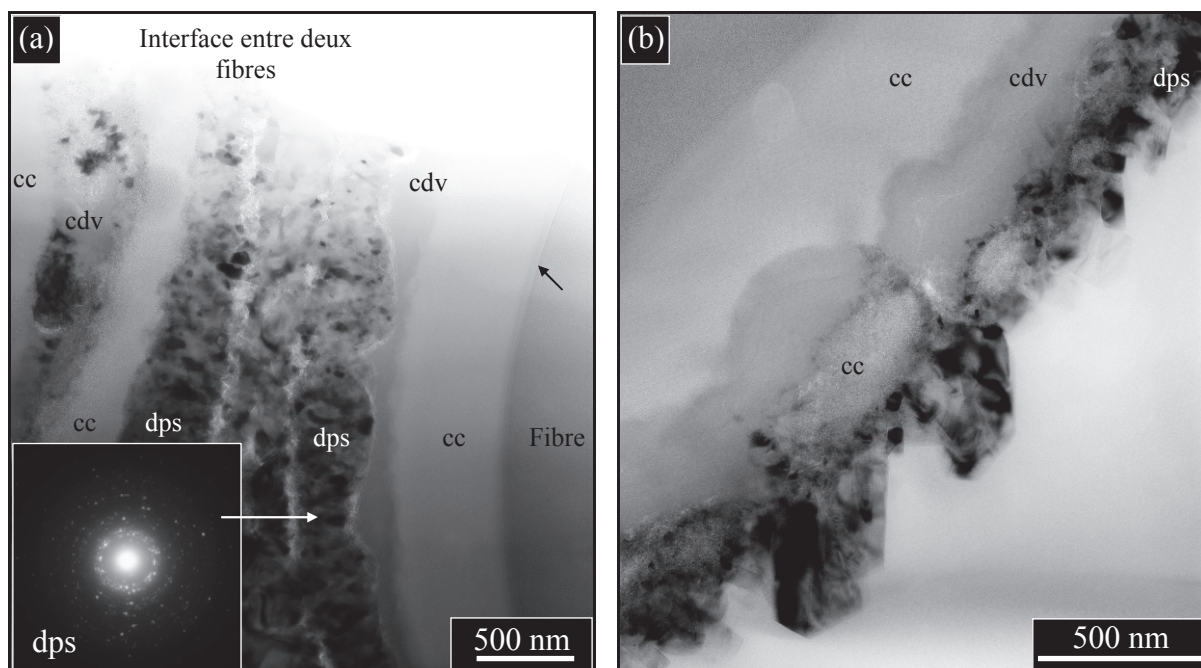 (a)
Interface entre deux
fibres
cc
cdv
cdv
cc
dps
dps
cc
Fibre
dps
500 nm
(b)
cc
cdv
dps
cc
500 nm